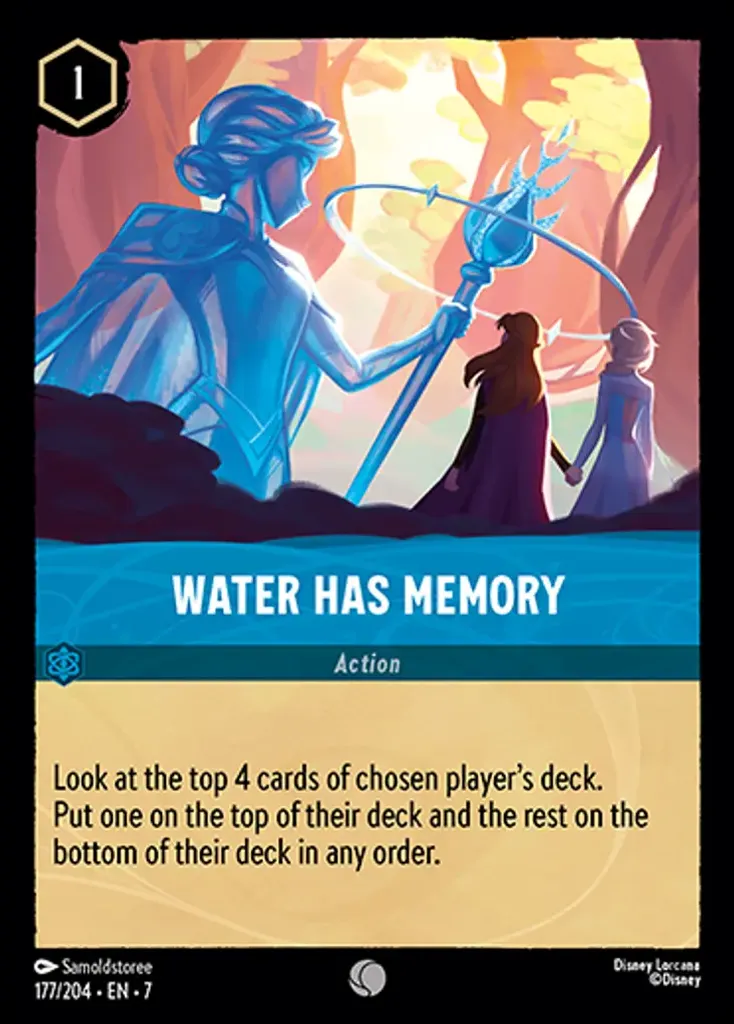 1
WATER HAS MEMORY
Action
Look at the top 4 cards of chosen player's deck.
Put one on the top of their deck and the rest on the
bottom of their deck in any order.
Samoldstoree
177/204 • EN • 7
Disney Lorcana
©Disney